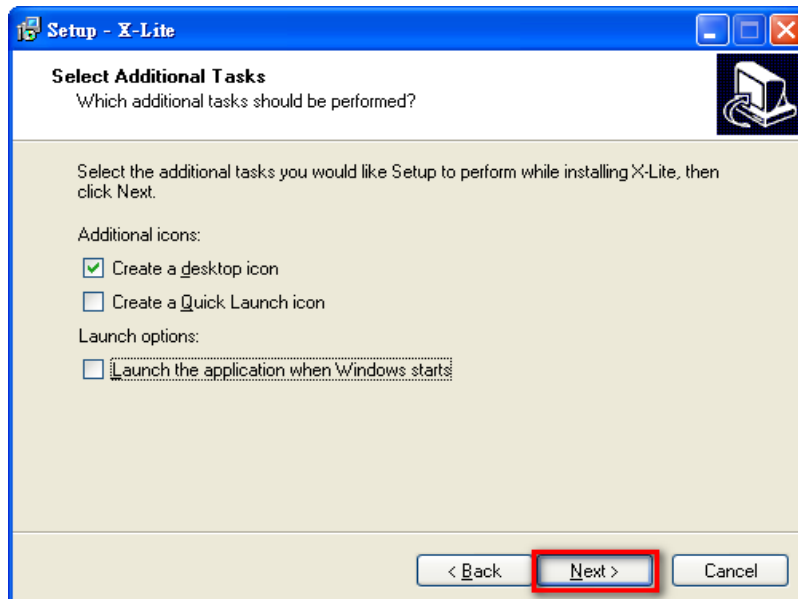 Setup - X-Lite
Select Additional Tasks
Which additional tasks should be performed?
Select the additional tasks you would like Setup to perform while installing X-Lite, then
click Next.
Additional icons:
Create a desktop icon
Create a Quick Launch icon
Launch options:
Launch the application when Windows starts
< Back Next > Cancel